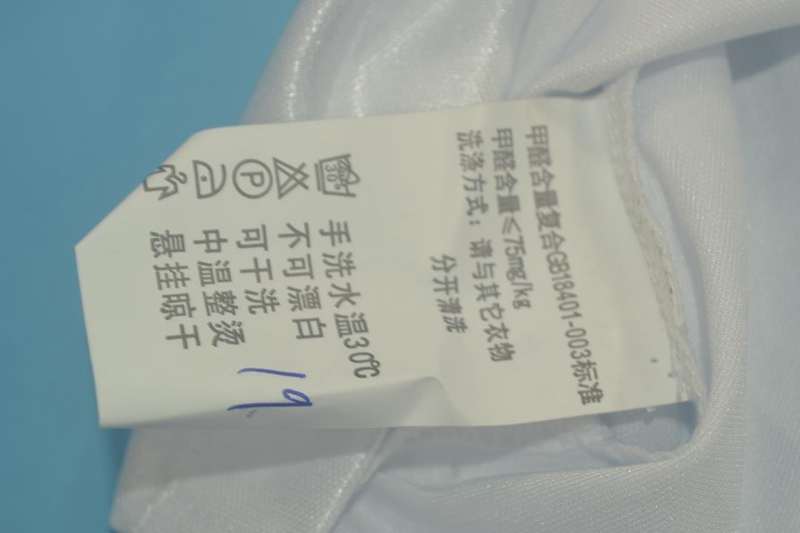 甲醛含量复合GB18401-003标准
甲醛含量≤75mg/kg
洗涤方式：请与其它衣物
分开清洗
30°
手洗水温30℃
不可漂白
P
可干洗
中温整烫
悬挂晾干
19